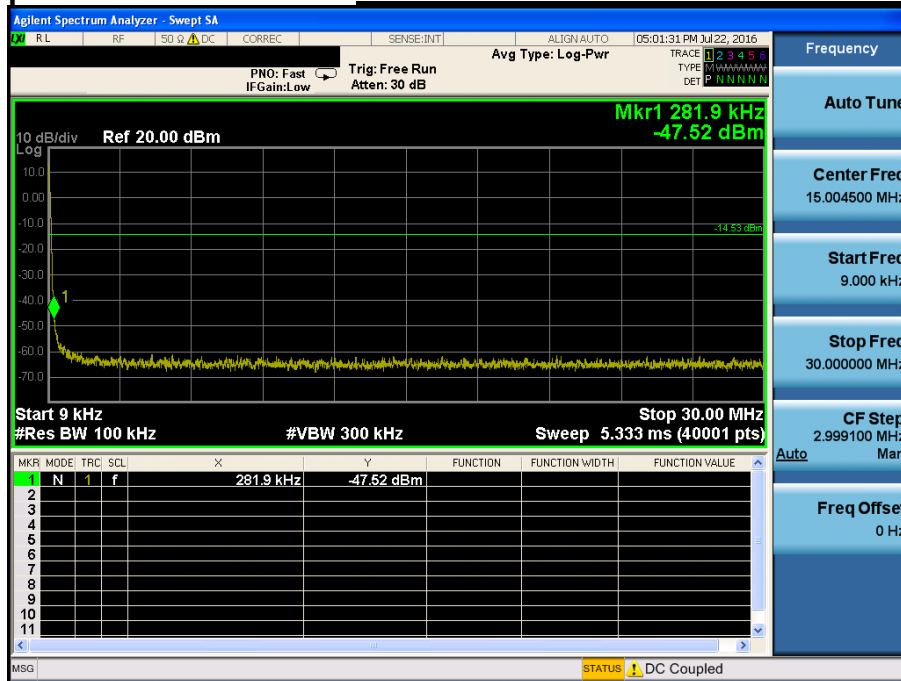 Agilent Spectrum Analyzer - Swept SA
LXI RL RF 50 Ω DC CORREC SENSE:INT ALIGN AUTO 05:01:31 PM Jul 22, 2016
Avg Type: Log-Pwr TRACE 1 2 3 4 5 6
PNO: Fast Trig: Free Run TYPE MWWWWW
IFGain:Low Atten: 30 dB DET P N N N N N
Mkr1 281.9 kHz
-47.52 dBm
10 dB/div Ref 20.00 dBm
Log
10.0
0.00
-10.0
-14.53 dBm
-20.0
-30.0
-40.0
1
-50.0
-60.0
-70.0
Start 9 kHz Stop 30.00 MHz
#Res BW 100 kHz #VBW 300 kHz Sweep 5.333 ms (40001 pts)
MKR MODE TRC SCL X Y FUNCTION FUNCTION WIDTH FUNCTION VALUE
1 N 1 f 281.9 kHz -47.52 dBm
2
3
4
5
6
7
8
9
10
11
MSG STATUS DC Coupled
Frequency
Auto Tune
Center Freq
15.004500 MHz
Start Freq
9.000 kHz
Stop Freq
30.000000 MHz
CF Step
2.999100 MHz
Auto Man
Freq Offset
0 Hz